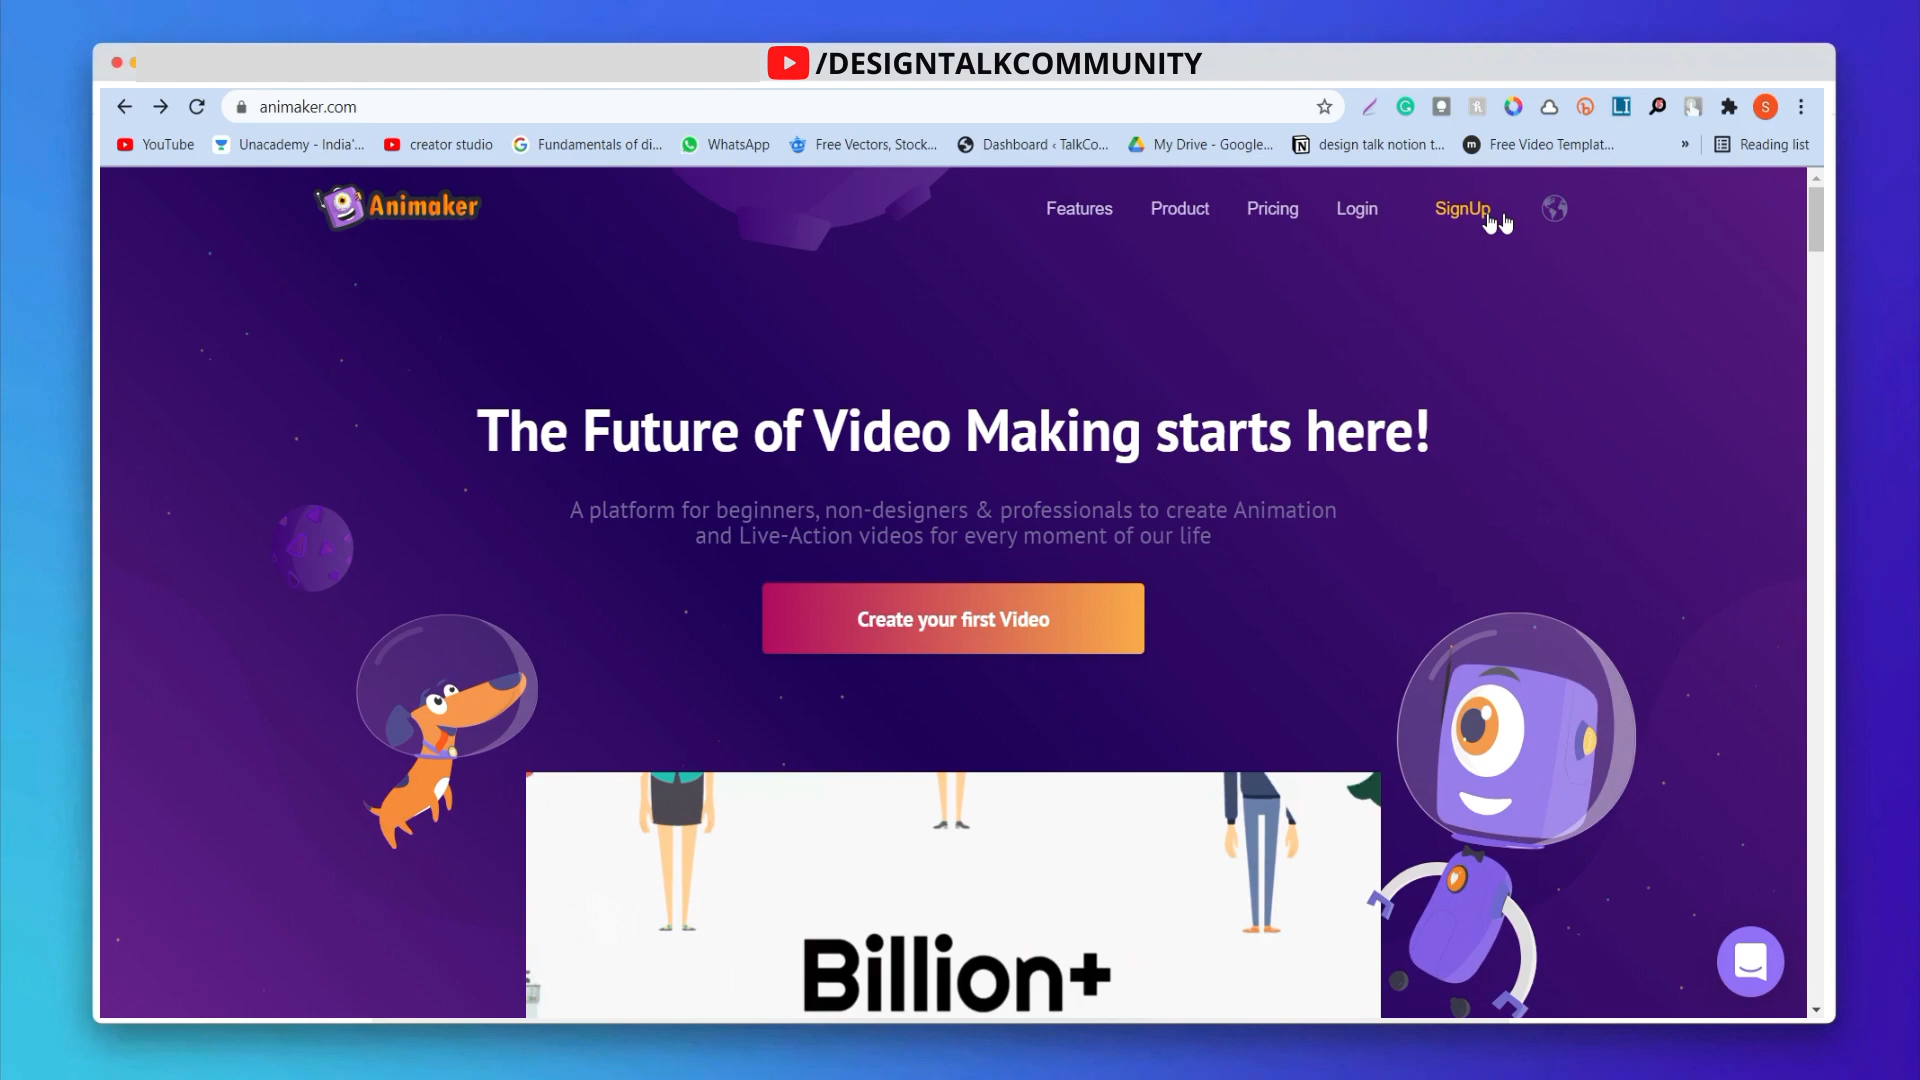 /DESIGNTALKCOMMUNITY
animaker.com
S
YouTube
Unacademy - India'...
creator studio
Fundamentals of di...
WhatsApp
Free Vectors, Stock...
Dashboard ‹ TalkCo...
My Drive - Google...
design talk notion t...
Free Video Templat...
»
Reading list
Animaker
Features
Product
Pricing
Login
SignUp
The Future of Video Making starts here!
A platform for beginners, non-designers & professionals to create Animation
and Live-Action videos for every moment of our life
Create your first Video
Billion+